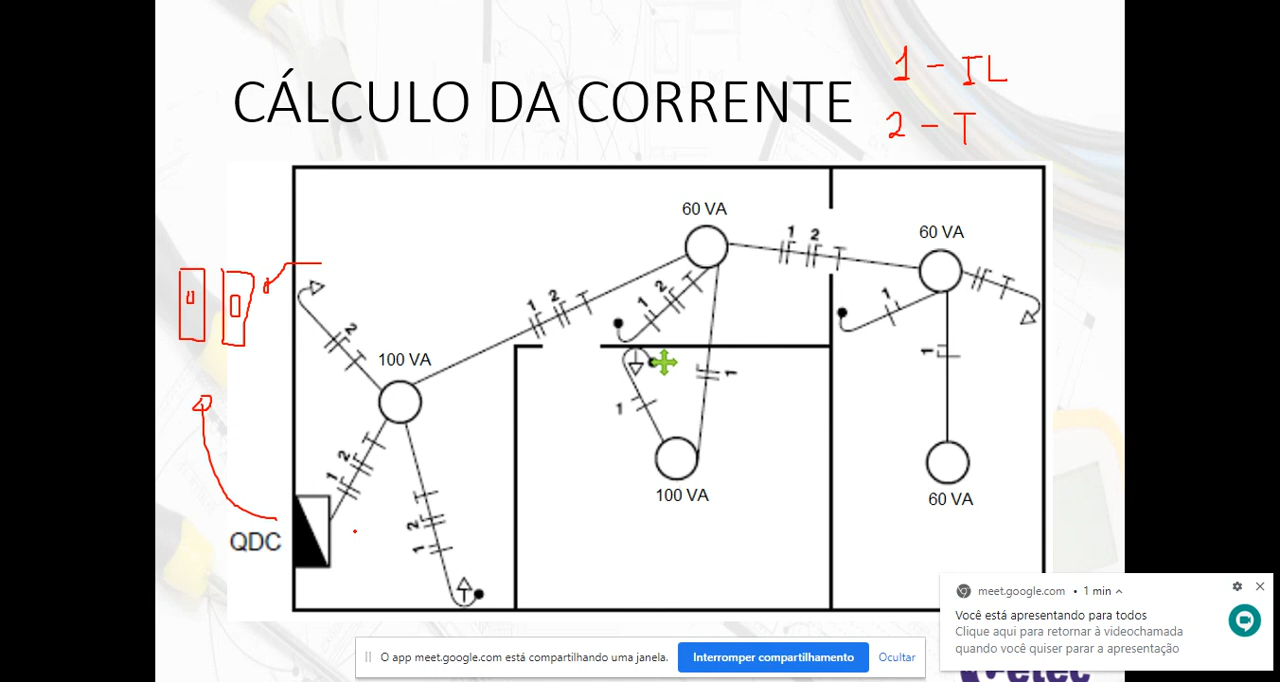 CÁLCULO DA CORRENTE
1 - IL
2 - T
60 VA
60 VA
1 2
1 2
1 2
1
2
100 VA
1
1
1
1 2
2
1
100 VA
60 VA
QDC
meet.google.com • 1 min
Você está apresentando para todos
Clique aqui para retornar à videochamada
quando você quiser parar a apresentação
O app meet.google.com está compartilhando uma janela.
Interromper compartilhamento
Ocultar